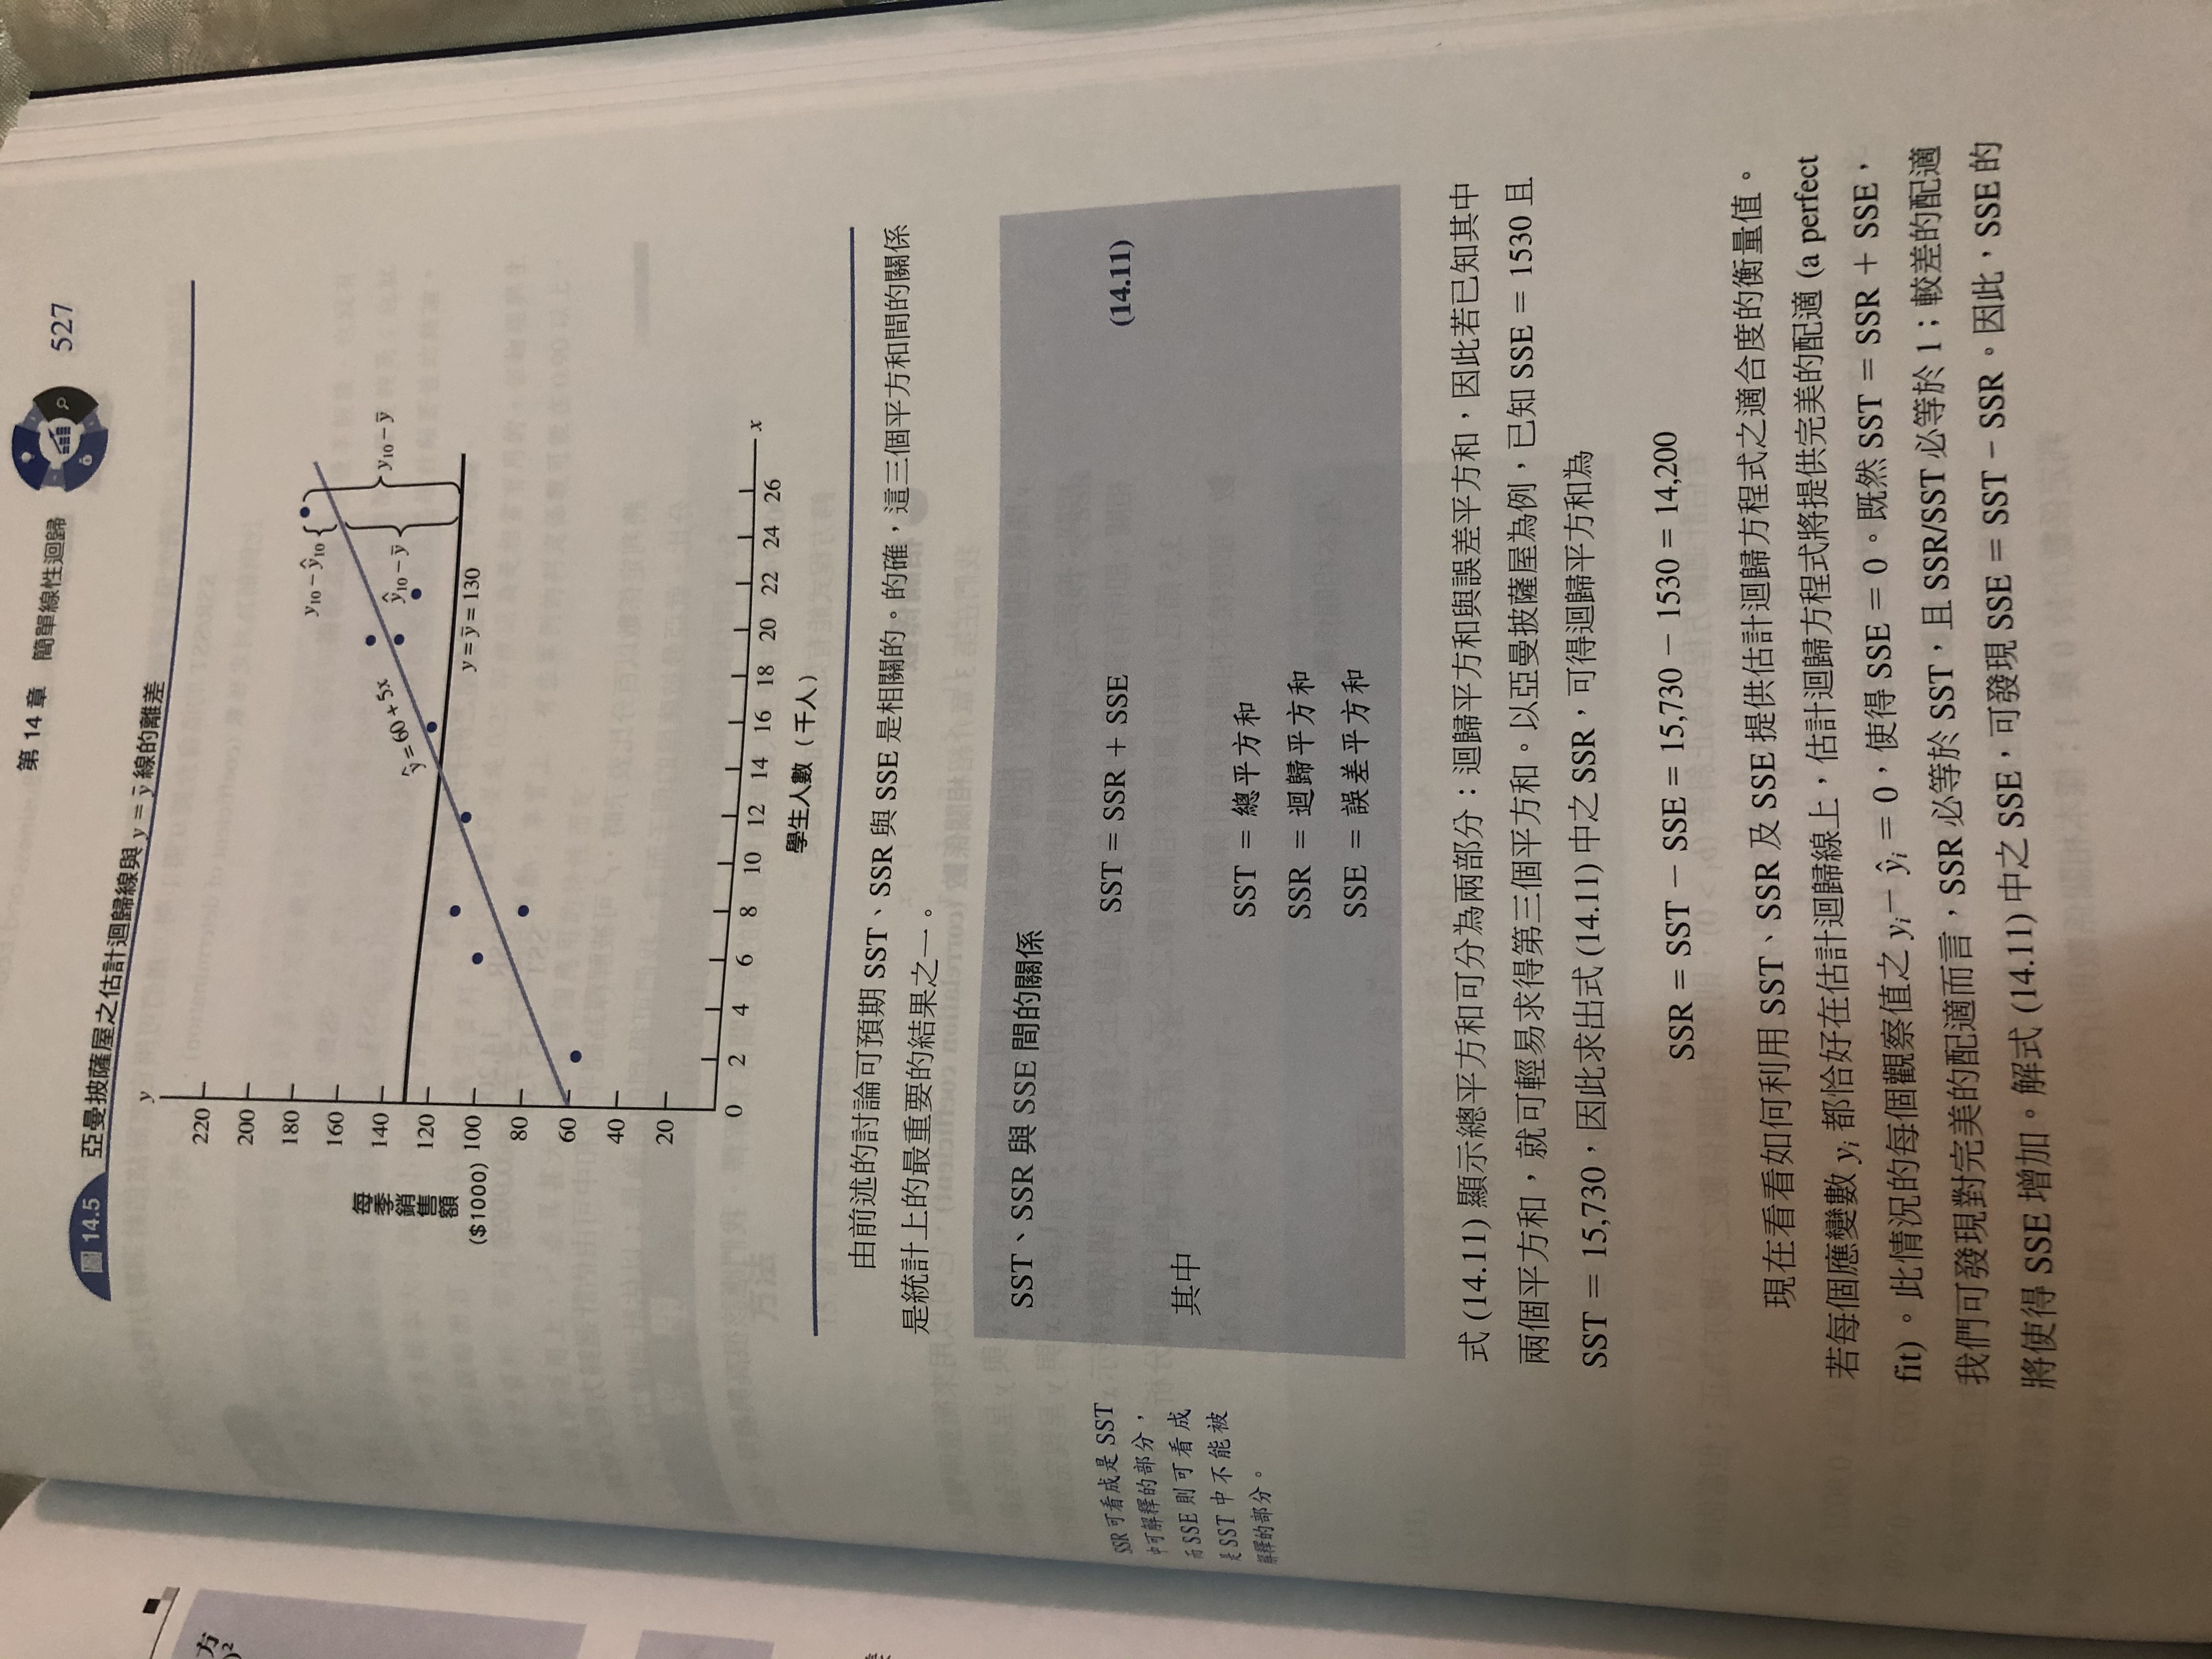 第 14 章 簡單線性迴歸 527
圖 14.5 亞曼披薩屋之估計迴歸線與 y = ȳ 線的離差
y
220
200
180
160
140
120
100
80
60
40
20
每季銷售額
($1000)
y₁₀ − ŷ₁₀
ŷ₁₀ − ȳ
y₁₀ − ȳ
ŷ = 60 + 5x
y = ȳ = 130
0 2 4 6 8 10 12 14 16 18 20 22 24 26 x
學生人數（千人）
由前述的討論可預期 SST、SSR 與 SSE 是相關的。的確，這三個平方和間的關係
是統計上的最重要的結果之一。
SST、SSR 與 SSE 間的關係
SST = SSR + SSE (14.11)
其中
SST = 總平方和
SSR = 迴歸平方和
SSE = 誤差平方和
SSR 可看成是 SST
中可解釋的部分，
而 SSE 則可看成
是 SST 中不能被
解釋的部分。
式 (14.11) 顯示總平方和可分為兩部分：迴歸平方和與誤差平方和，因此若已知其中
兩個平方和，就可輕易求得第三個平方和。以亞曼披薩屋為例，已知 SSE = 1530 且
SST = 15,730，因此求出式 (14.11) 中之 SSR，可得迴歸平方和為
SSR = SST − SSE = 15,730 − 1530 = 14,200
現在看看如何利用 SST、SSR 及 SSE 提供估計迴歸方程式之適合度的衡量值。
若每個應變數 yᵢ 都恰好在估計迴歸線上，估計迴歸方程式將提供完美的配適 (a perfect
fit)。此情況的每個觀察值之 yᵢ − ŷᵢ = 0，使得 SSE = 0。既然 SST = SSR + SSE，
我們可發現對完美的配適而言，SSR 必等於 SST，且 SSR/SST 必等於 1；較差的配適
將使得 SSE 增加。解式 (14.11) 中之 SSE，可發現 SSE = SST − SSR。因此，SSE 的